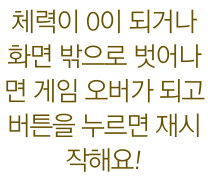 체력이 0이 되거나
화면 밖으로 벗어나
면 게임 오버가 되고
버튼을 누르면 재시
작해요!